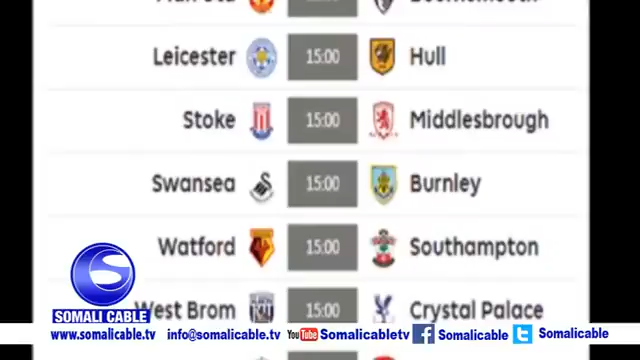 Leicester 15:00 Hull
Stoke 15:00 Middlesbrough
Swansea 15:00 Burnley
Watford 15:00 Southampton
West Brom 15:00 Crystal Palace
S
SOMALI CABLE
www.somalicable.tv info@somalicable.tv YouTube Somalicabletv f Somalicable t Somalicable